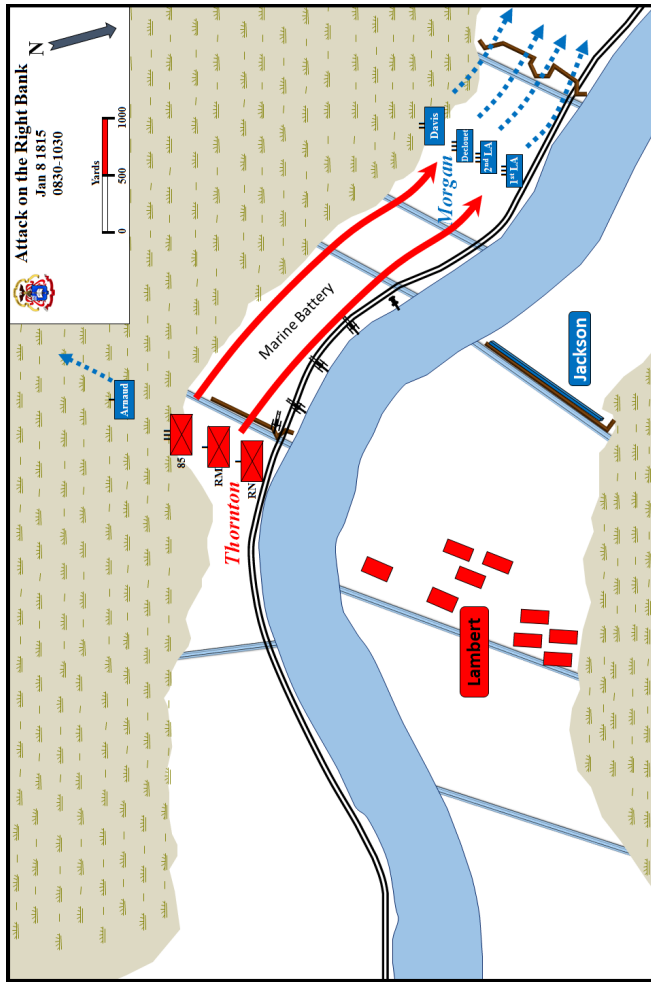 Attack on the Right Bank
Jan 8 1815
0830-1030
N
Yards
0
500
1000
Arnaud
85
RM
RN
Thornton
Marine Battery
Morgan
Davis
Declouet
2nd LA
1st LA
Jackson
Lambert